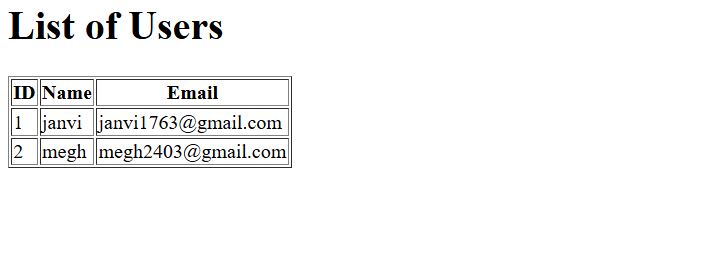 List of Users
ID Name Email
1 janvi janvi1763@gmail.com
2 megh megh2403@gmail.com